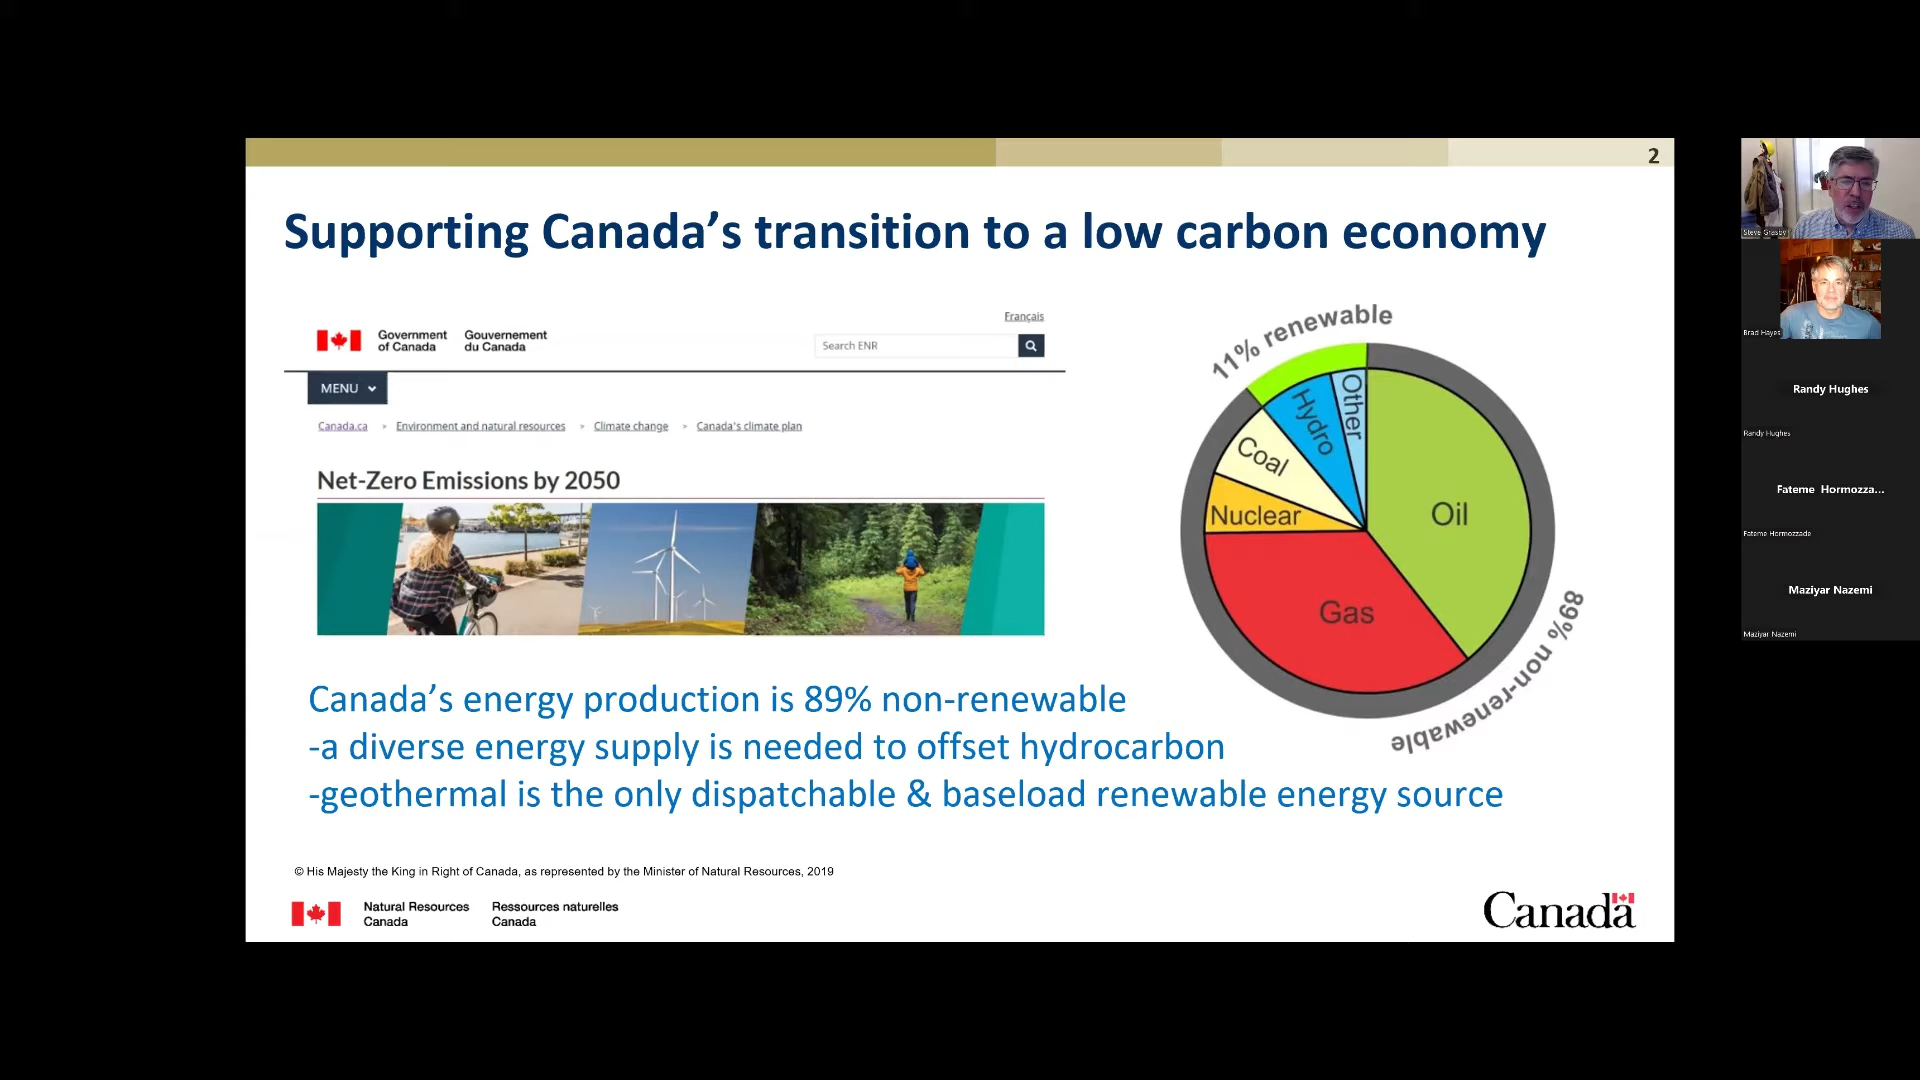 2
Supporting Canada’s transition to a low carbon economy
Français
Government of Canada
Gouvernement du Canada
Search ENR
MENU
Canada.ca
Environment and natural resources
Climate change
Canada's climate plan
Net-Zero Emissions by 2050
11% renewable
Other
Hydro
Coal
Nuclear
Oil
Gas
89% non-renewable
Canada’s energy production is 89% non-renewable
-a diverse energy supply is needed to offset hydrocarbon
-geothermal is the only dispatchable & baseload renewable energy source
© His Majesty the King in Right of Canada, as represented by the Minister of Natural Resources, 2019
Natural Resources Canada
Ressources naturelles Canada
Canada
Steve Grasby
Brad Hayes
Randy Hughes
Randy Hughes
Fateme Hormozza...
Fateme Hormozzade
Maziyar Nazemi
Maziyar Nazemi